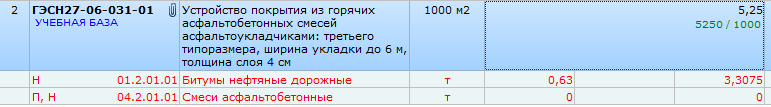 2 ГЭСН27-06-031-01 Устройство покрытия из горячих 1000 м2 5,25
УЧЕБНАЯ БАЗА асфальтобетонных смесей 5250 / 1000
асфальтоукладчиками: третьего
типоразмера, ширина укладки до 6 м,
толщина слоя 4 см
Н 01.2.01.01 Битумы нефтяные дорожные т 0,63 3,3075
П, Н 04.2.01.01 Смеси асфальтобетонные т 0 0